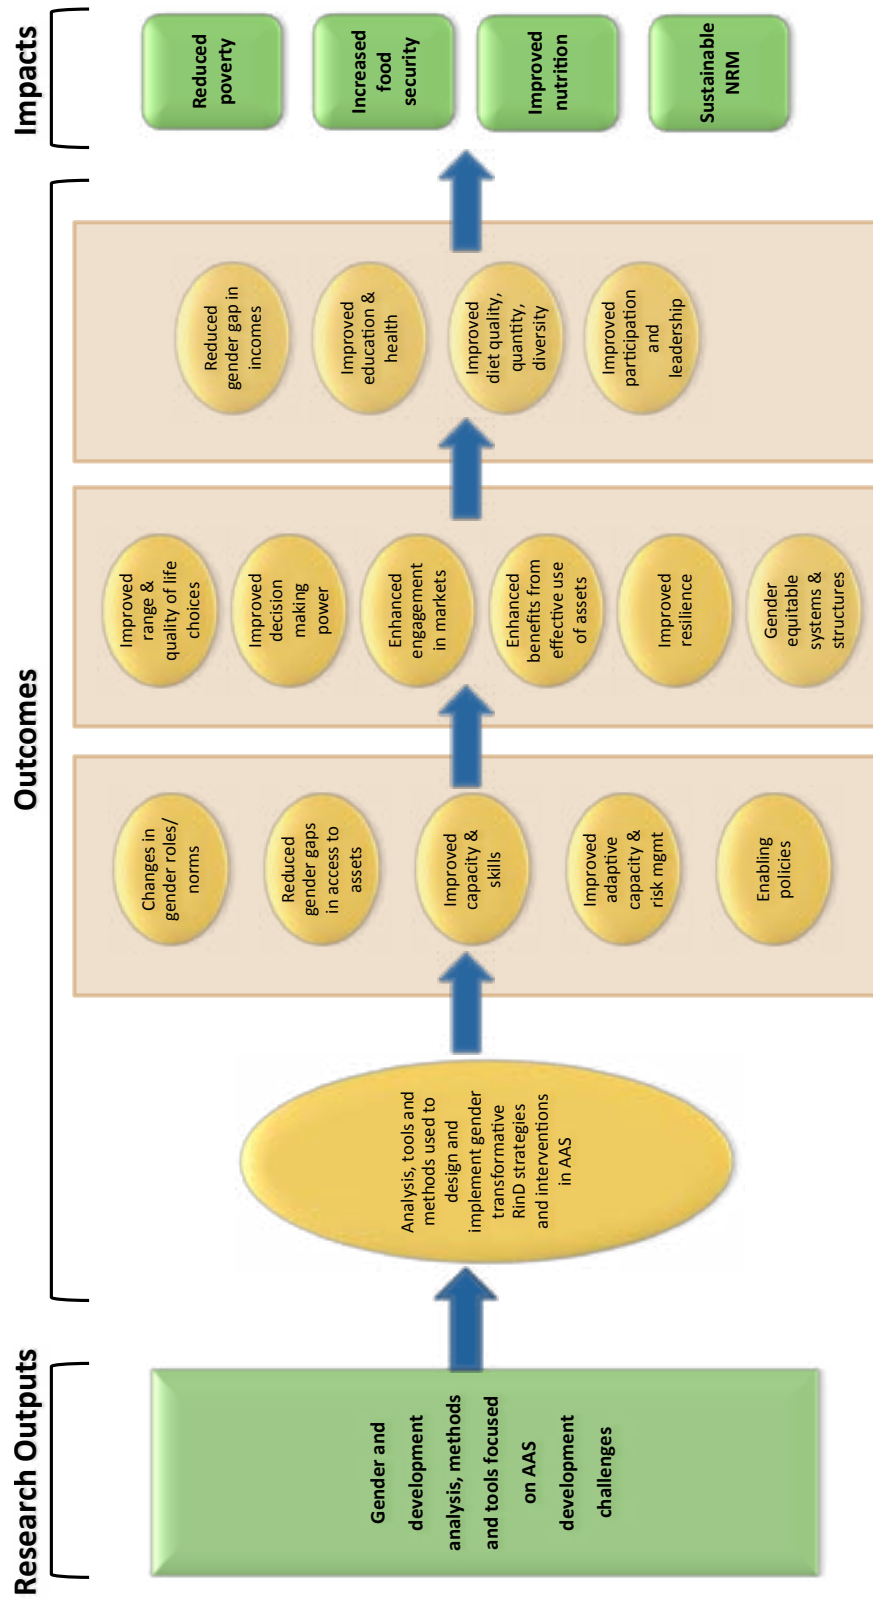 Research Outputs
Outcomes
Impacts
Gender and
development
analysis, methods
and tools focused
on AAS
development
challenges
Analysis, tools and
methods used to
design and
implement gender
transformative
RinD strategies
and interventions
in AAS
Changes in
gender roles/
norms
Reduced
gender gaps
in access to
assets
Improved
capacity &
skills
Improved
adaptive
capacity &
risk mgmt
Enabling
policies
Improved
range &
quality of life
choices
Improved
decision
making
power
Enhanced
engagement
in markets
Enhanced
benefits from
effective use
of assets
Improved
resilience
Gender
equitable
systems &
structures
Reduced
gender gap in
incomes
Improved
education &
health
Improved
diet quality,
quantity,
diversity
Improved
participation
and
leadership
Reduced
poverty
Increased
food
security
Improved
nutrition
Sustainable
NRM